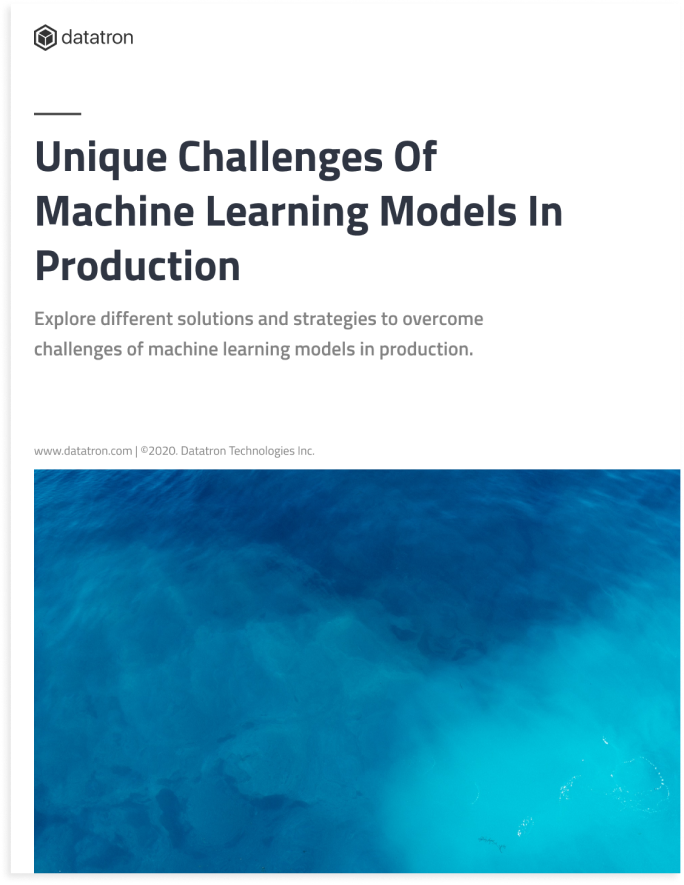 datatron
Unique Challenges Of
Machine Learning Models In
Production
Explore different solutions and strategies to overcome
challenges of machine learning models in production.
www.datatron.com | ©2020. Datatron Technologies Inc.